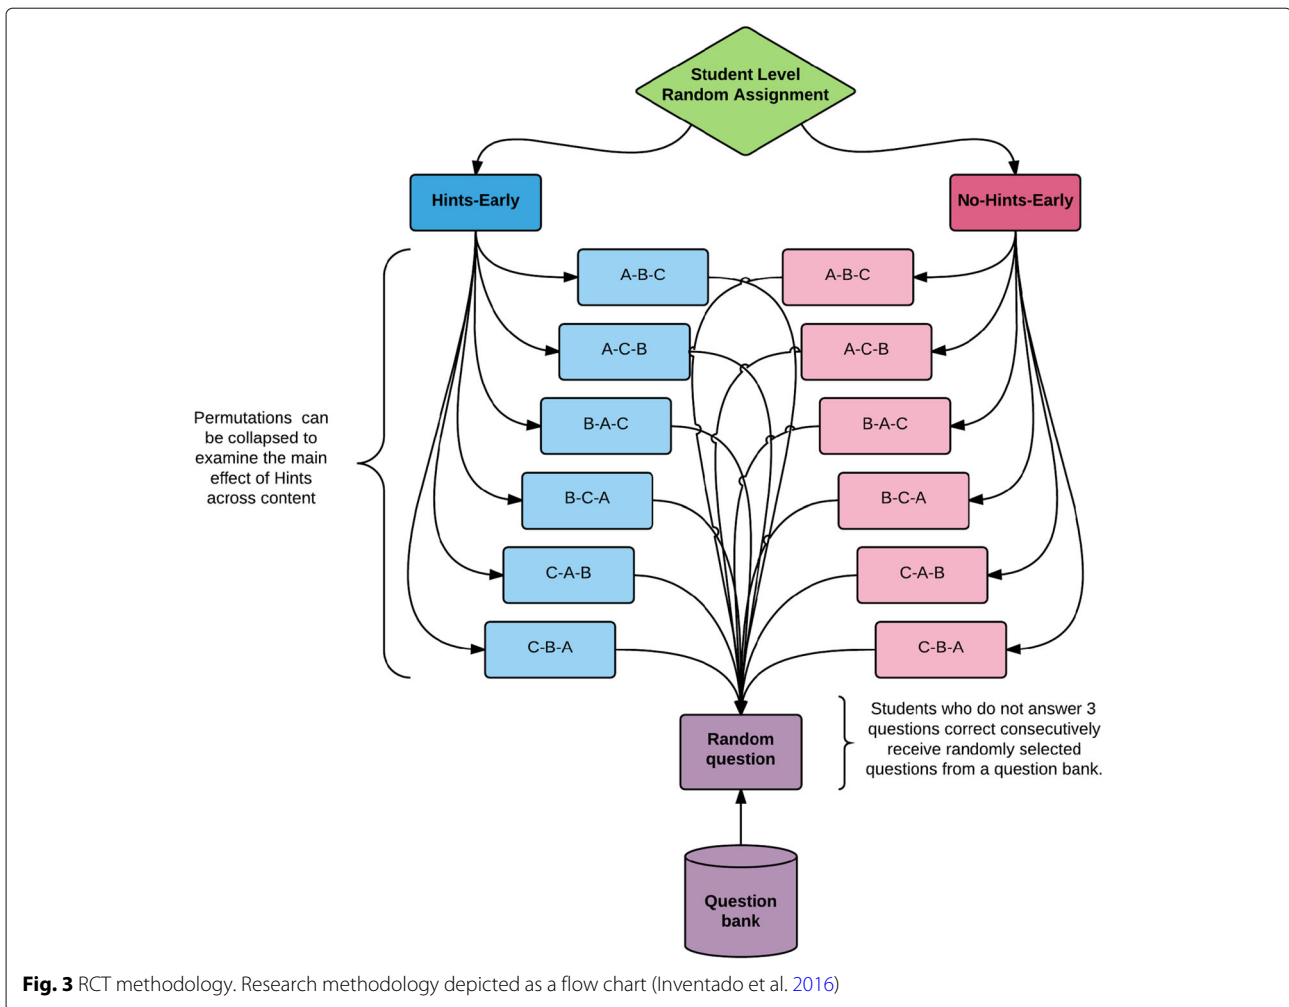 Student Level
Random Assignment
Hints-Early
No-Hints-Early
A-B-C
A-B-C
A-C-B
A-C-B
B-A-C
B-A-C
B-C-A
B-C-A
C-A-B
C-A-B
C-B-A
C-B-A
Permutations can
be collapsed to
examine the main
effect of Hints
across content
Random
question
Students who do not answer 3
questions correct consecutively
receive randomly selected
questions from a question bank.
Question
bank
Fig. 3 RCT methodology. Research methodology depicted as a flow chart (Inventado et al. 2016)